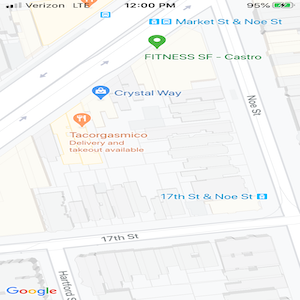 Verizon LTE 12:00 PM 95%
Market St & Noe St
FITNESS SF - Castro
Crystal Way
Noe St
Tacorgasmico
Delivery and
takeout available
17th St & Noe St
17th St
Hartford S
Google